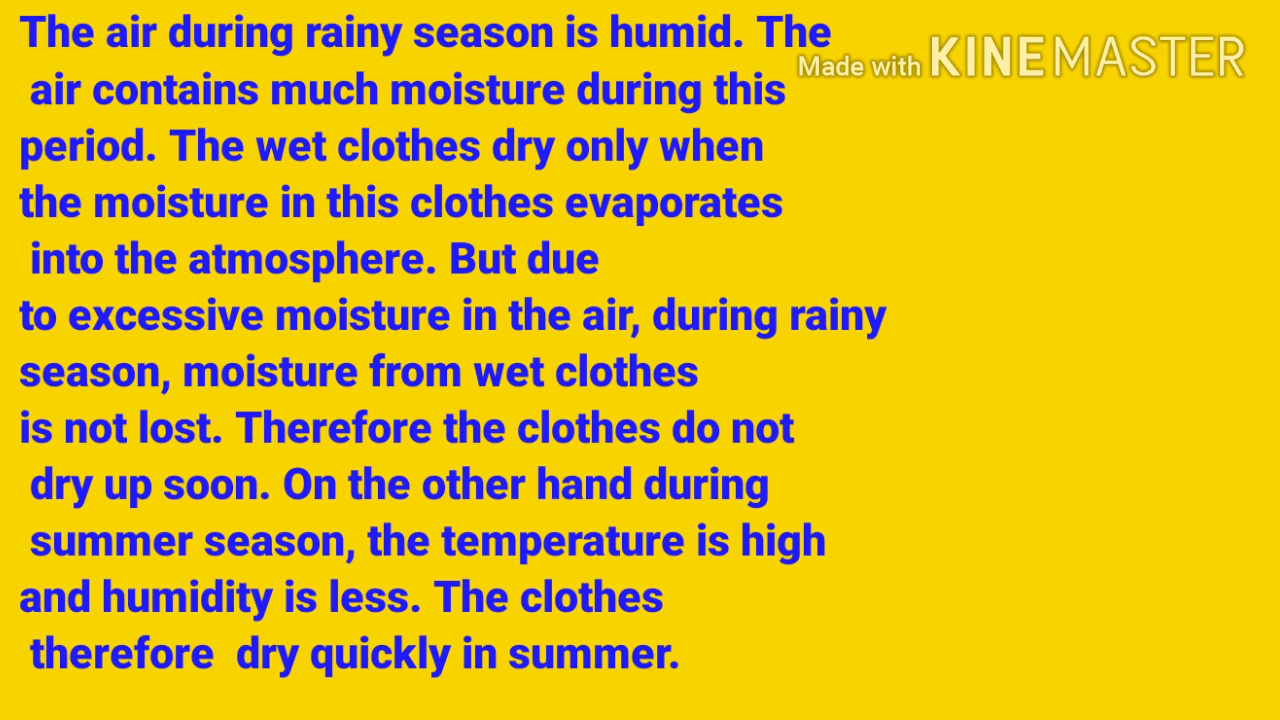 The air during rainy season is humid. The
Made with KINEMASTER
air contains much moisture during this
period. The wet clothes dry only when
the moisture in this clothes evaporates
into the atmosphere. But due
to excessive moisture in the air, during rainy
season, moisture from wet clothes
is not lost. Therefore the clothes do not
dry up soon. On the other hand during
summer season, the temperature is high
and humidity is less. The clothes
therefore  dry quickly in summer.